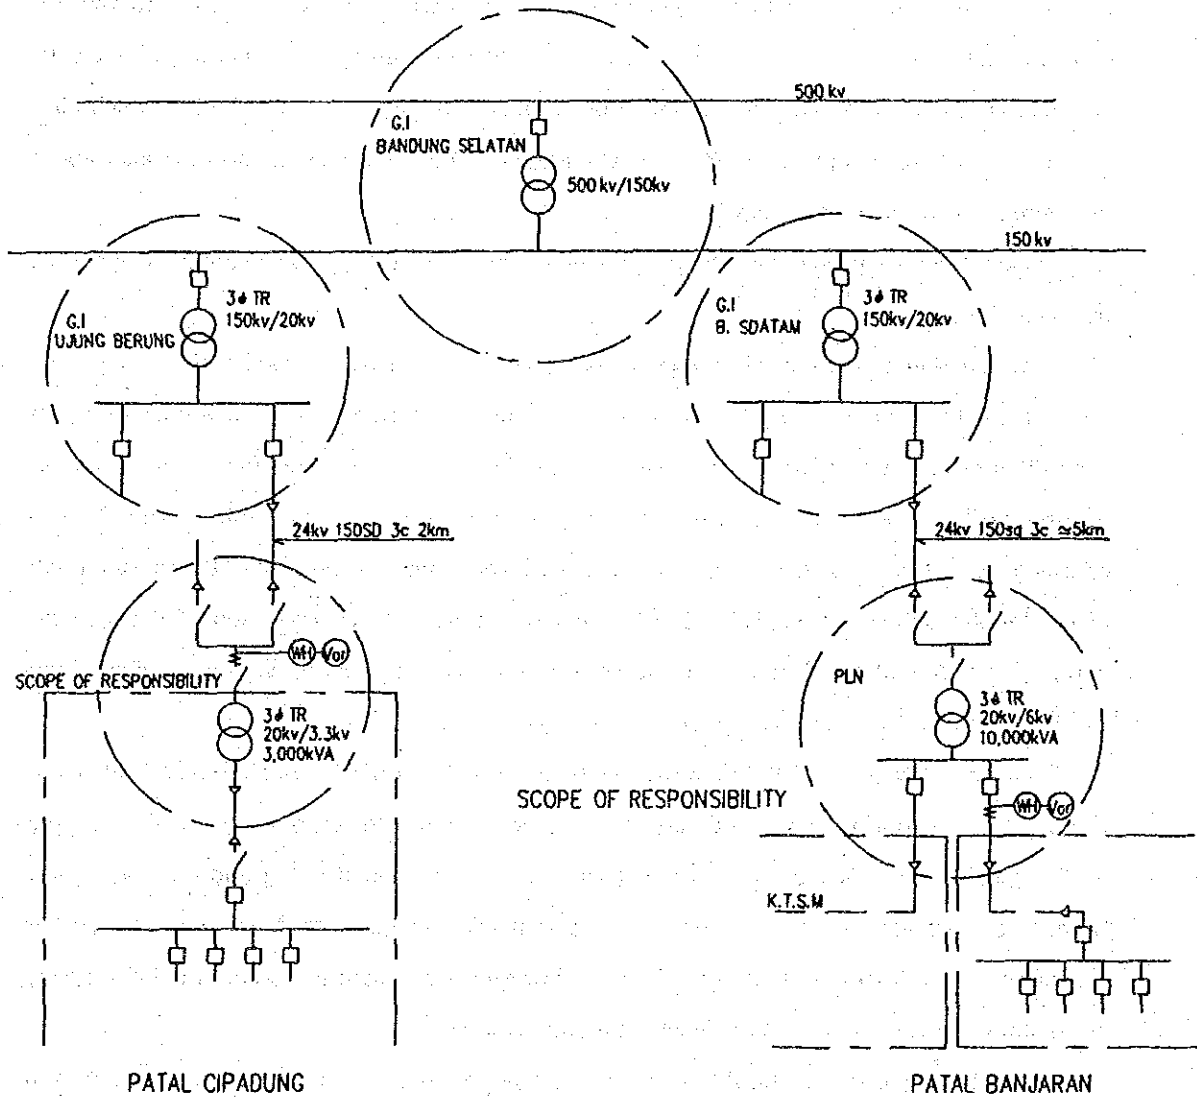 500 kv
G.I
BANDUNG SELATAN
500 kv/150kv
150 kv
3ϕ TR
150kv/20kv
G.I
UJUNG BERUNG
3ϕ TR
150kv/20kv
G.I
B. SDATAM
24kv 150SD 3c 2km
24kv 150sq 3c ≃5km
WH Var
SCOPE OF RESPONSIBILITY
3ϕ TR
20kv/3.3kv
3,000kVA
PLN
3ϕ TR
20kv/6kv
10,000kVA
SCOPE OF RESPONSIBILITY
WH Var
K.T.S.M
PATAL CIPADUNG
PATAL BANJARAN